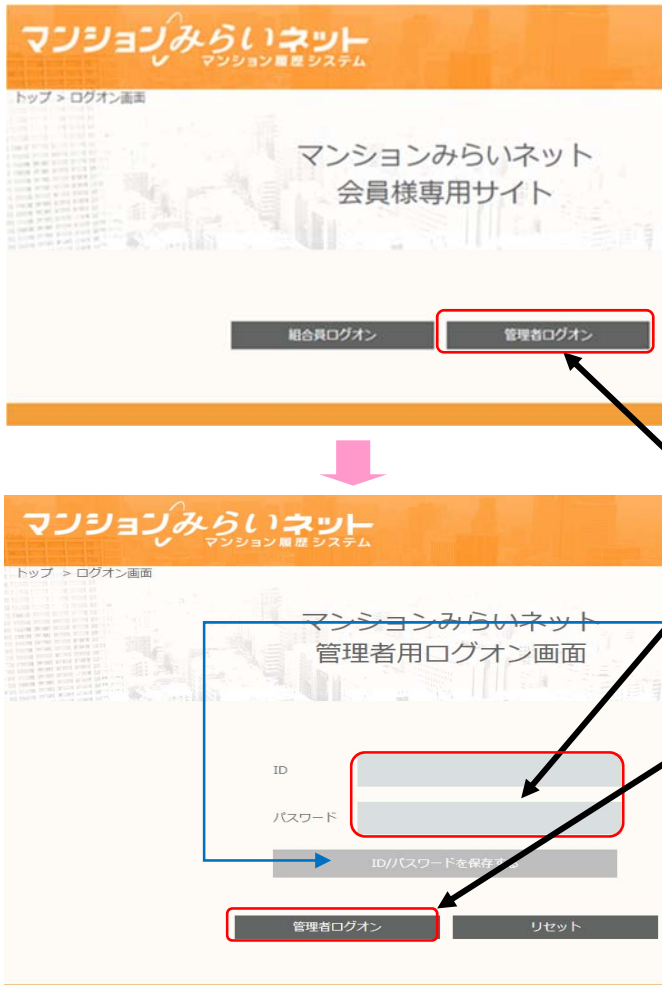 マンションみらいネット
マンション履歴システム
トップ > ログオン画面
マンションみらいネット
会員様専用サイト
組合員ログオン
管理者ログオン
マンションみらいネット
マンション履歴システム
トップ > ログオン画面
マンションみらいネット
管理者用ログオン画面
ID
パスワード
ID/パスワードを保存する
管理者ログオン
リセット